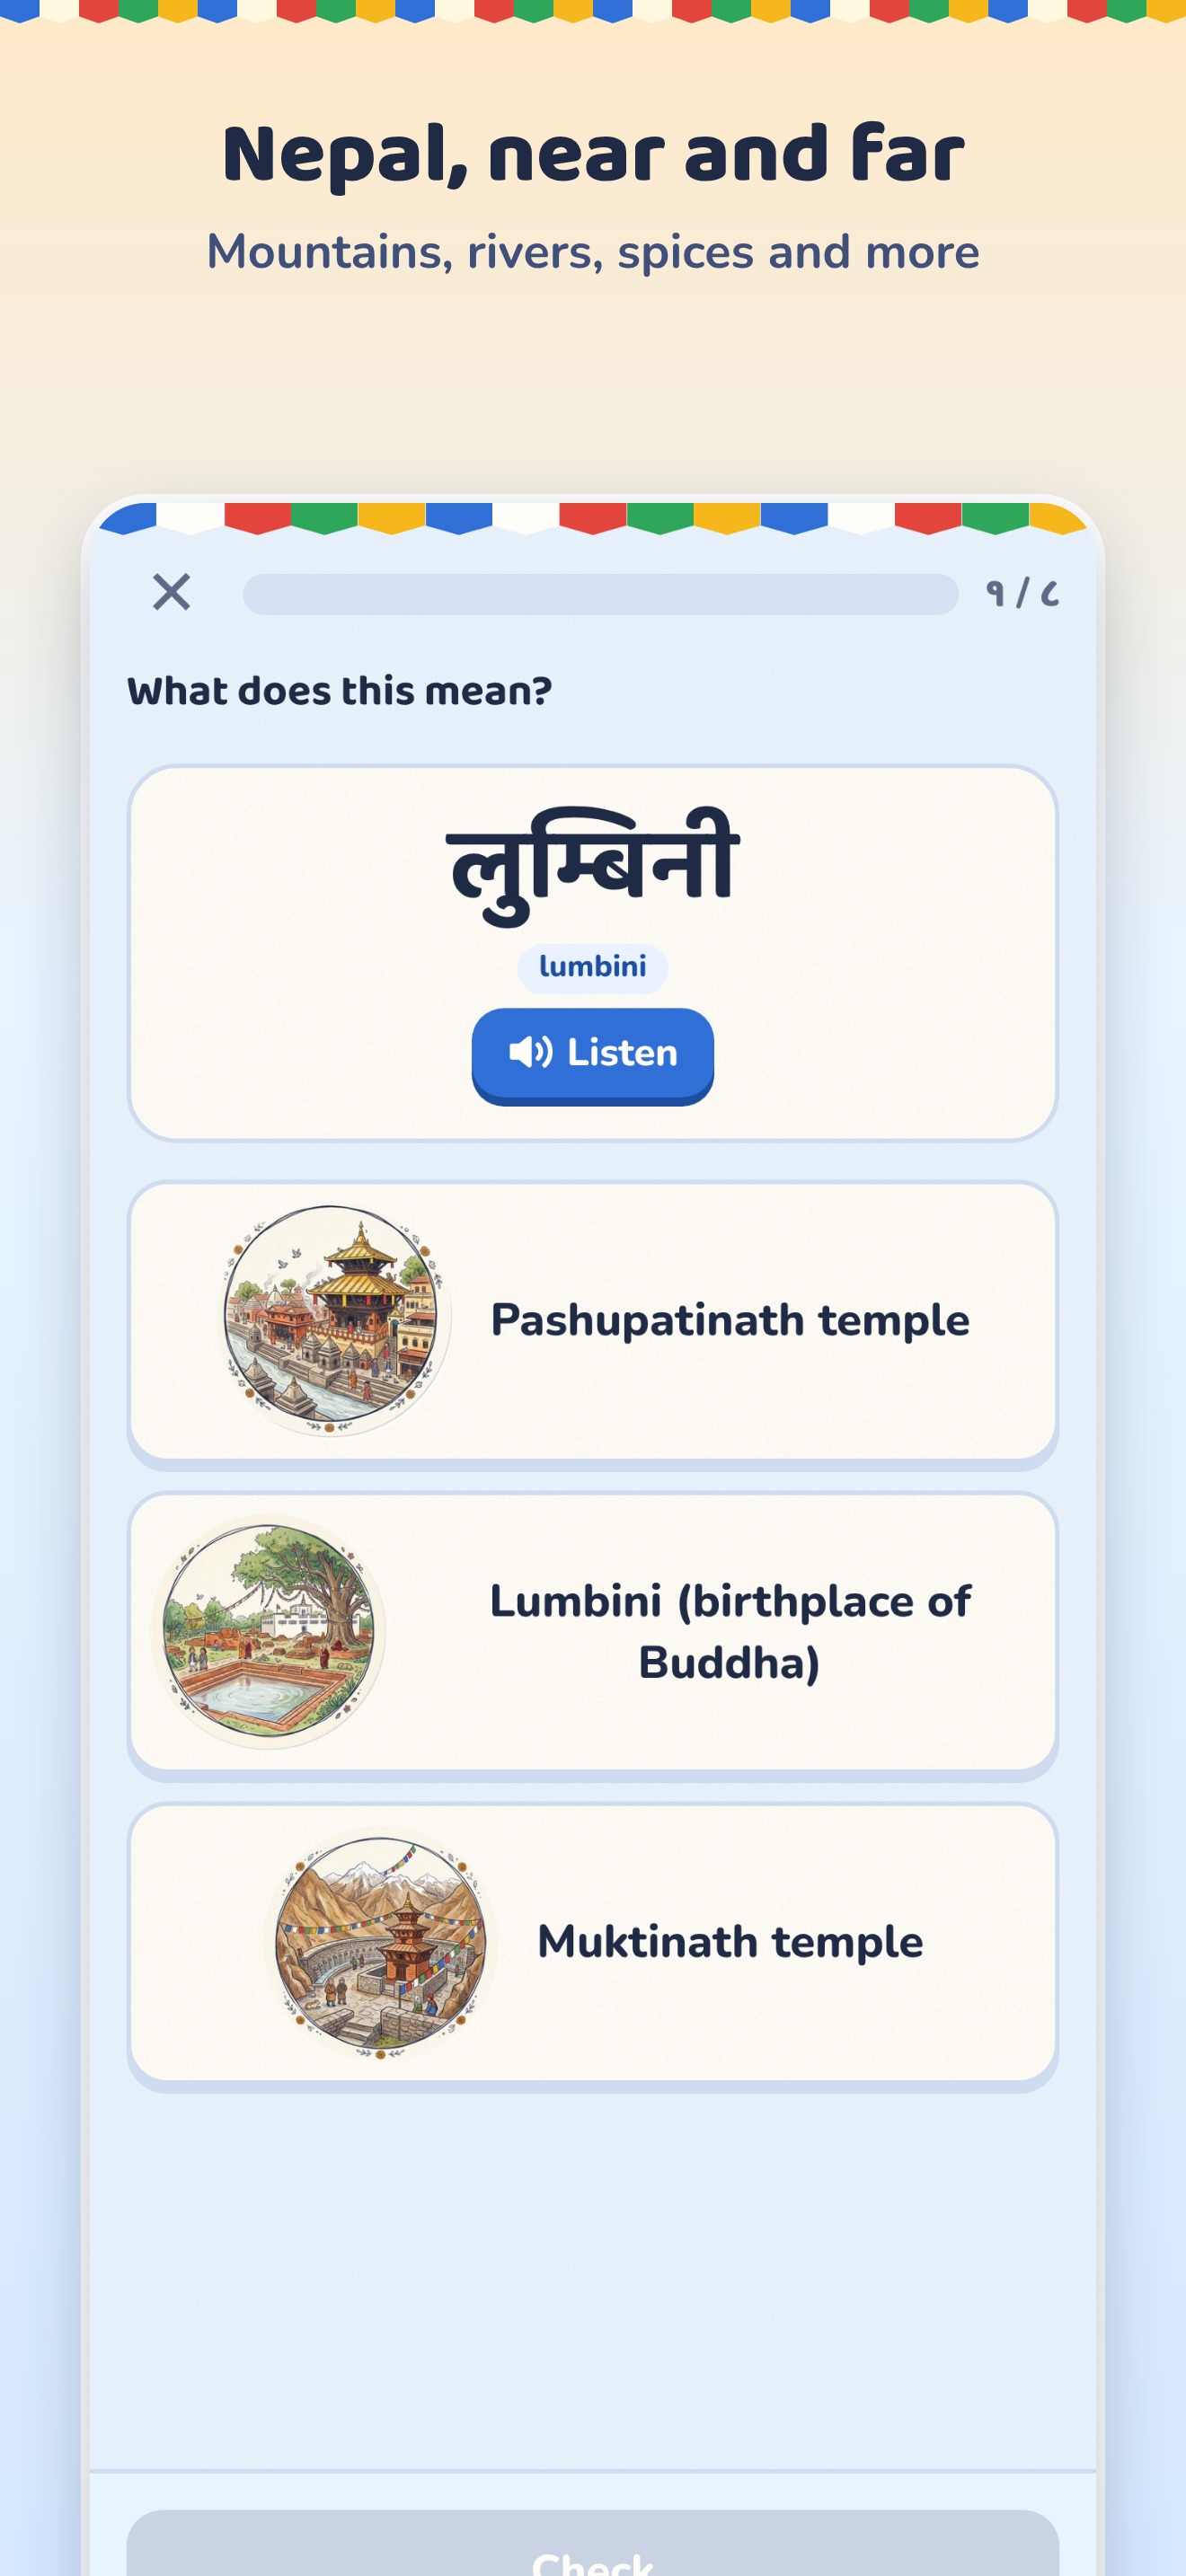 Nepal, near and far
Mountains, rivers, spices and more
१ / ८
What does this mean?
लुम्बिनी
lumbini
Listen
Pashupatinath temple
Lumbini (birthplace of
Buddha)
Muktinath temple
Check